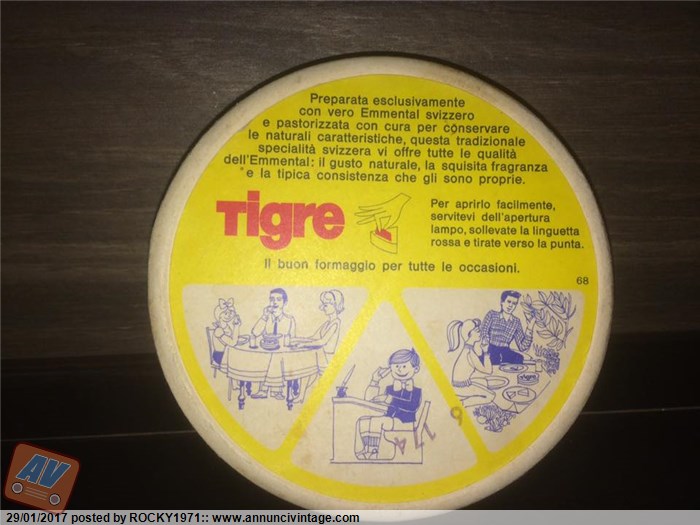 Preparata esclusivamente
con vero Emmental svizzero
e pastorizzata con cura per conservare
le naturali caratteristiche, questa tradizionale
specialità svizzera vi offre tutte le qualità
dell'Emmental: il gusto naturale, la squisita fragranza
e la tipica consistenza che gli sono proprie.
Tigre
Per aprirlo facilmente,
servitevi dell'apertura
lampo, sollevate la linguetta
rossa e tirate verso la punta.
Il buon formaggio per tutte le occasioni.
68
AV
29/01/2017 posted by ROCKY1971:: www.annuncivintage.com